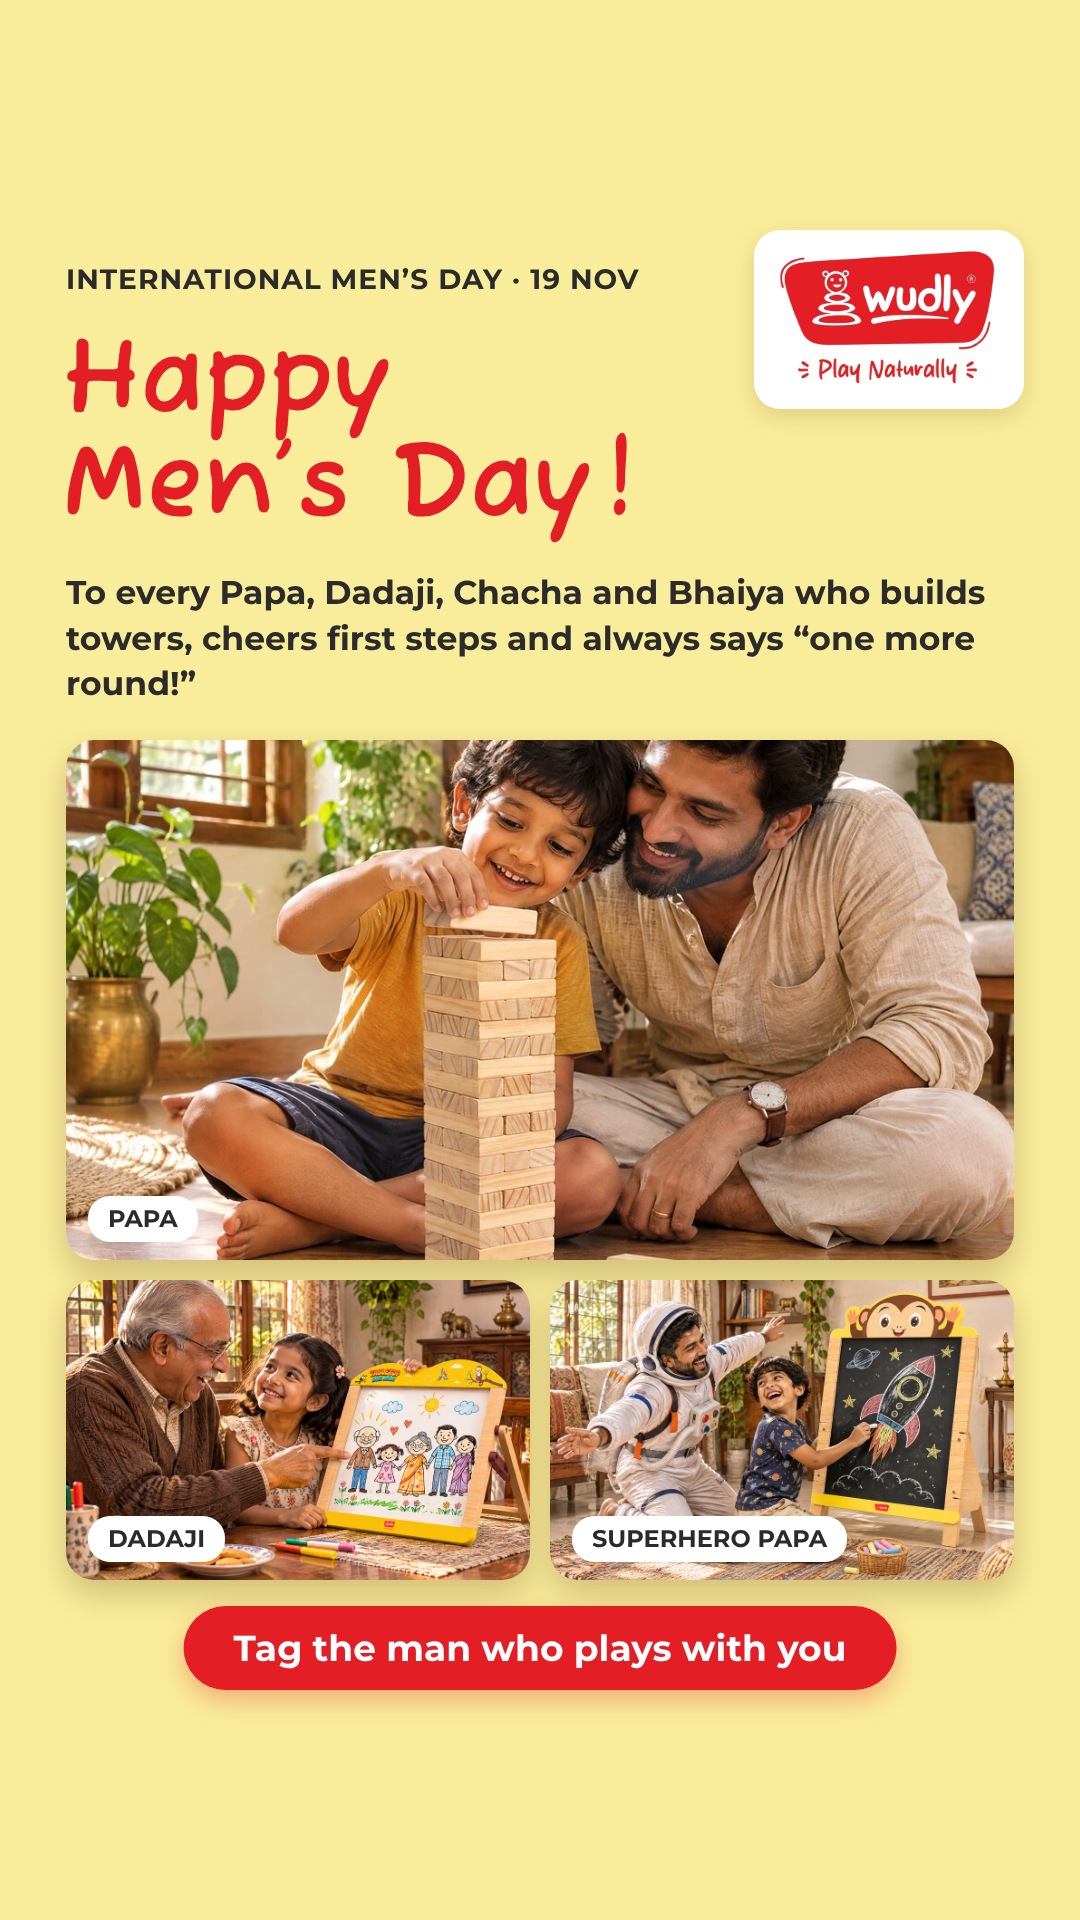 INTERNATIONAL MEN’S DAY · 19 NOV
wudly®
Play Naturally
Happy
Men’s Day!
To every Papa, Dadaji, Chacha and Bhaiya who builds
towers, cheers first steps and always says “one more
round!”
PAPA
DADAJI
SUPERHERO PAPA
Tag the man who plays with you